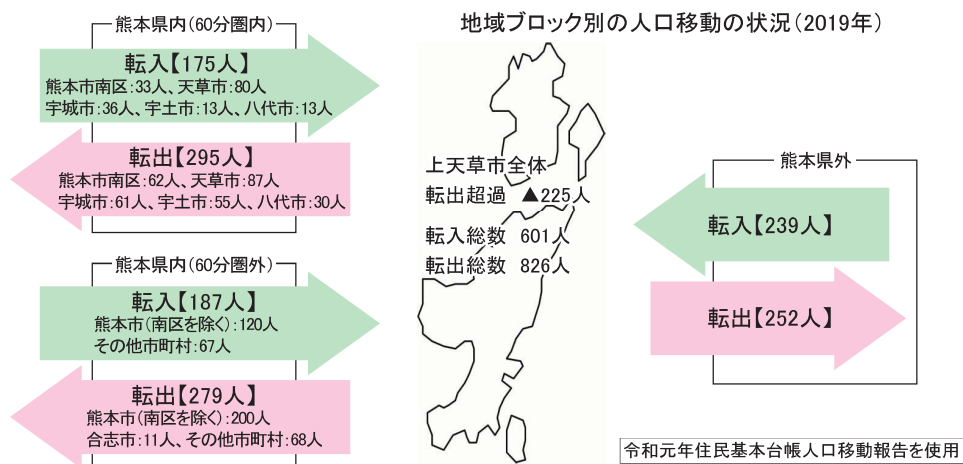 地域ブロック別の人口移動の状況（2019年）
熊本県内（60分圏内）
転入【175人】
熊本市南区：33人、天草市：80人
宇城市：36人、宇土市：13人、八代市：13人
転出【295人】
熊本市南区：62人、天草市：87人
宇城市：61人、宇土市：55人、八代市：30人
熊本県内（60分圏外）
転入【187人】
熊本市（南区を除く）：120人
その他市町村：67人
転出【279人】
熊本市（南区を除く）：200人
合志市：11人、その他市町村：68人
上天草市全体
転出超過 ▲225人
転入総数 601人
転出総数 826人
熊本県外
転入【239人】
転出【252人】
令和元年住民基本台帳人口移動報告を使用